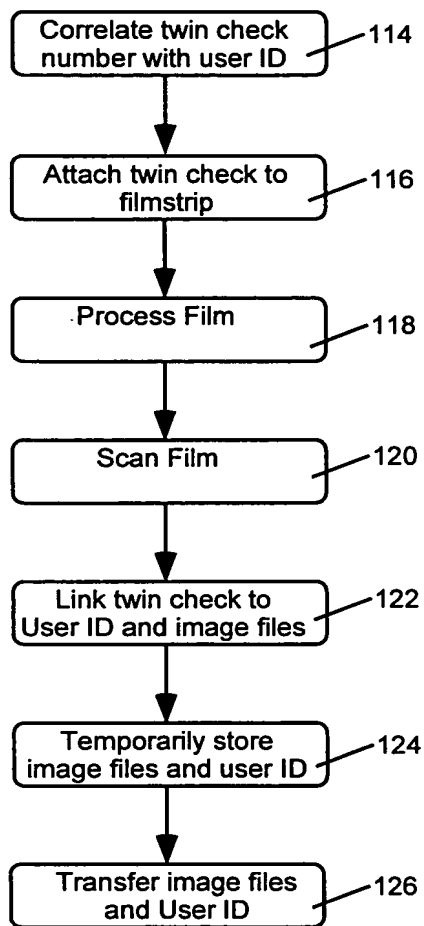 Correlate twin check
number with user ID
114
Attach twin check to
filmstrip
116
Process Film
118
Scan Film
120
Link twin check to
User ID and image files
122
Temporarily store
image files and user ID
124
Transfer image files
and User ID
126